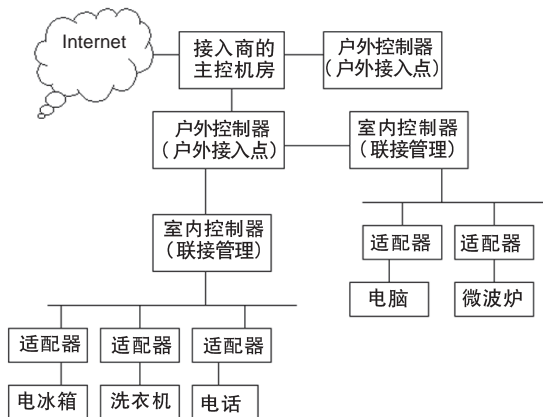 Internet
接入商的
主控机房
户外控制器
（户外接入点）
户外控制器
（户外接入点）
室内控制器
（联接管理）
室内控制器
（联接管理）
适配器
适配器
电脑
微波炉
适配器
适配器
适配器
电冰箱
洗衣机
电话